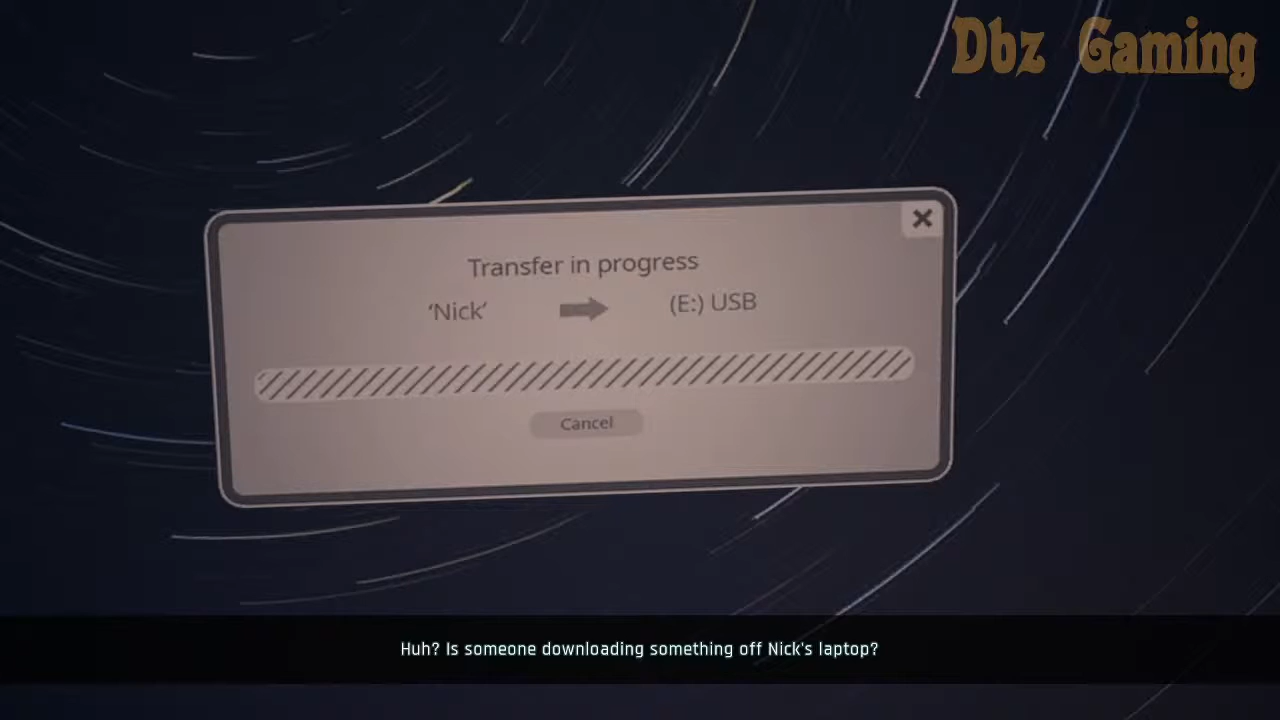 Dbz Gaming
Transfer in progress
‘Nick’ (E:) USB
Cancel
Huh? Is someone downloading something off Nick's laptop?